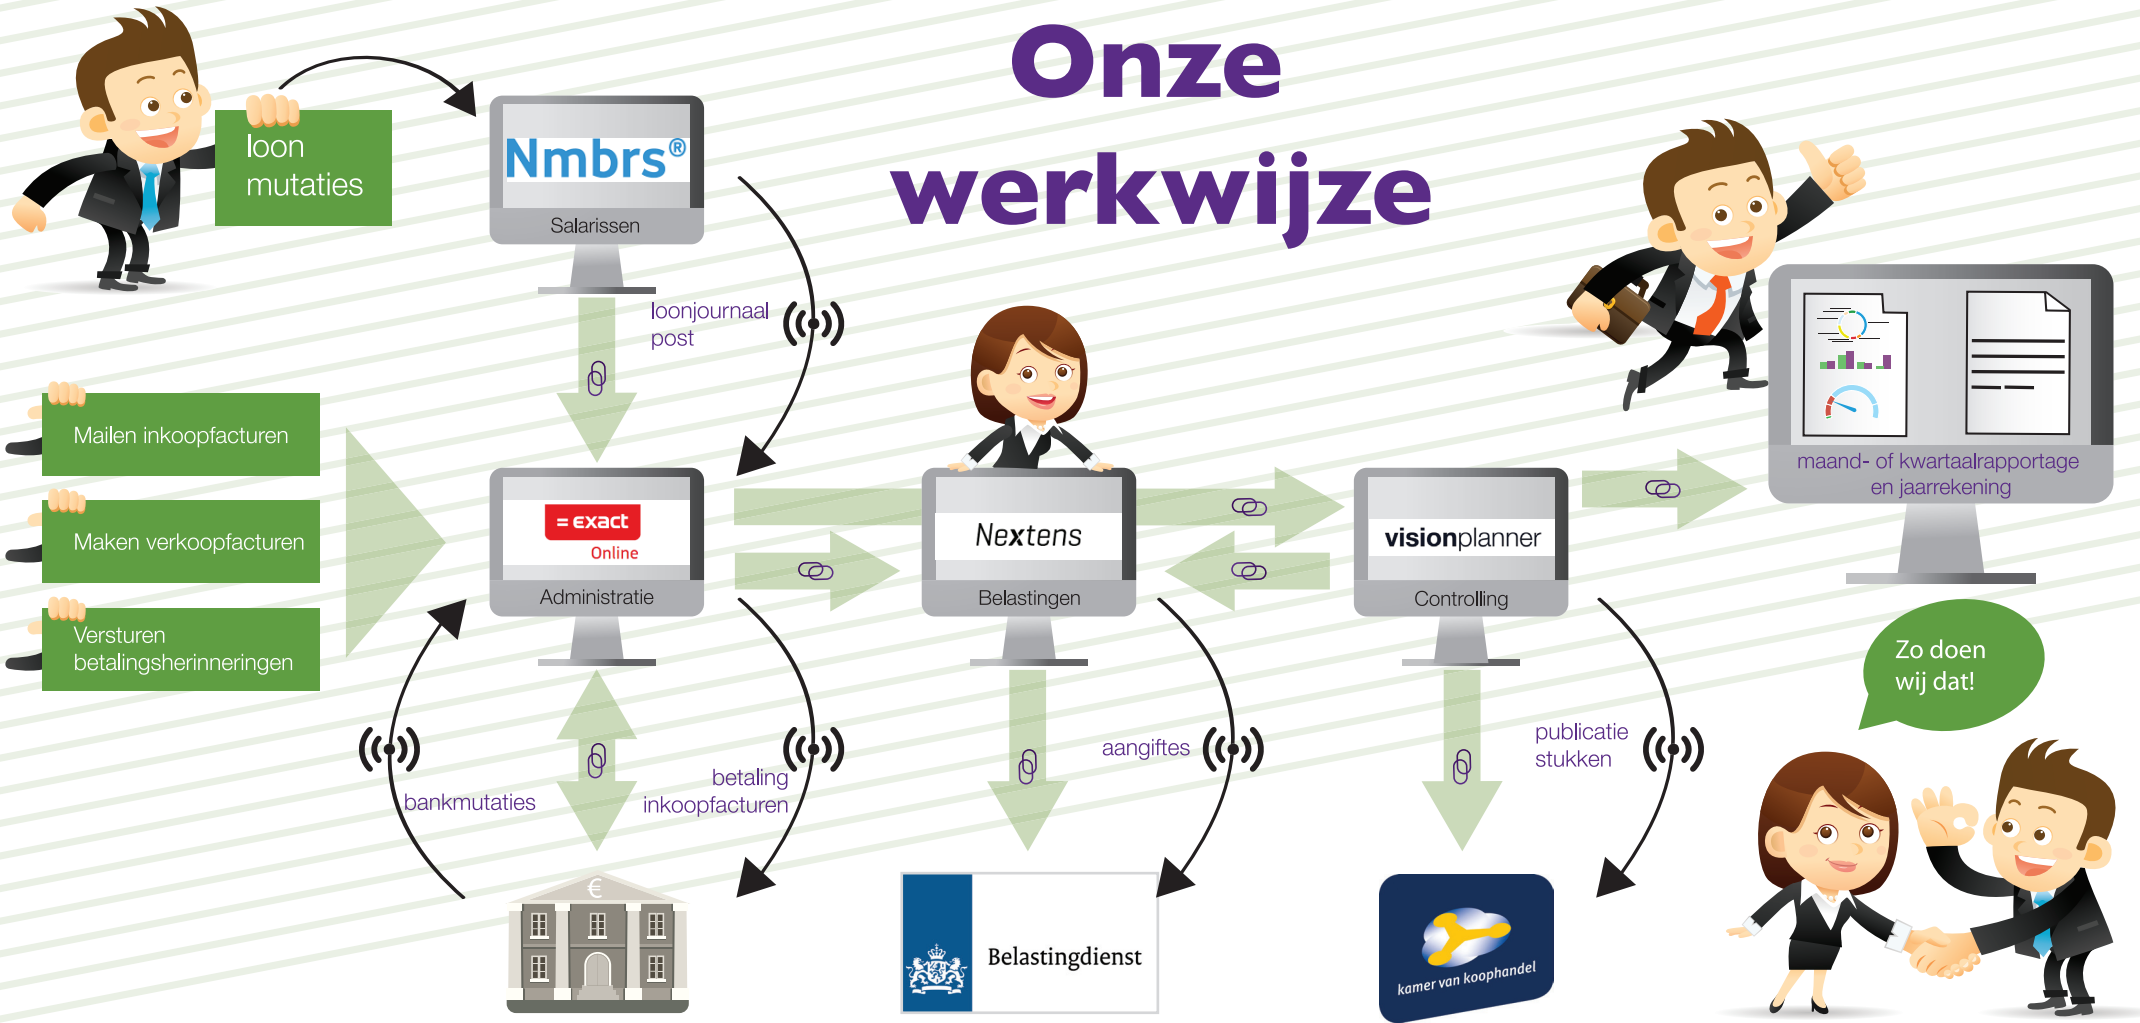 Onze
werkwijze
loon
mutaties
Nmbrs®
Salarissen
loonjournaal
post
Mailen inkoopfacturen
Maken verkoopfacturen
Versturen
betalingsherinneringen
= exact
Online
Administratie
Nextens
Belastingen
visionplanner
Controlling
maand- of kwartaalrapportage
en jaarrekening
Zo doen
wij dat!
bankmutaties
betaling
inkoopfacturen
aangiftes
publicatie
stukken
€
Belastingdienst
kamer van koophandel